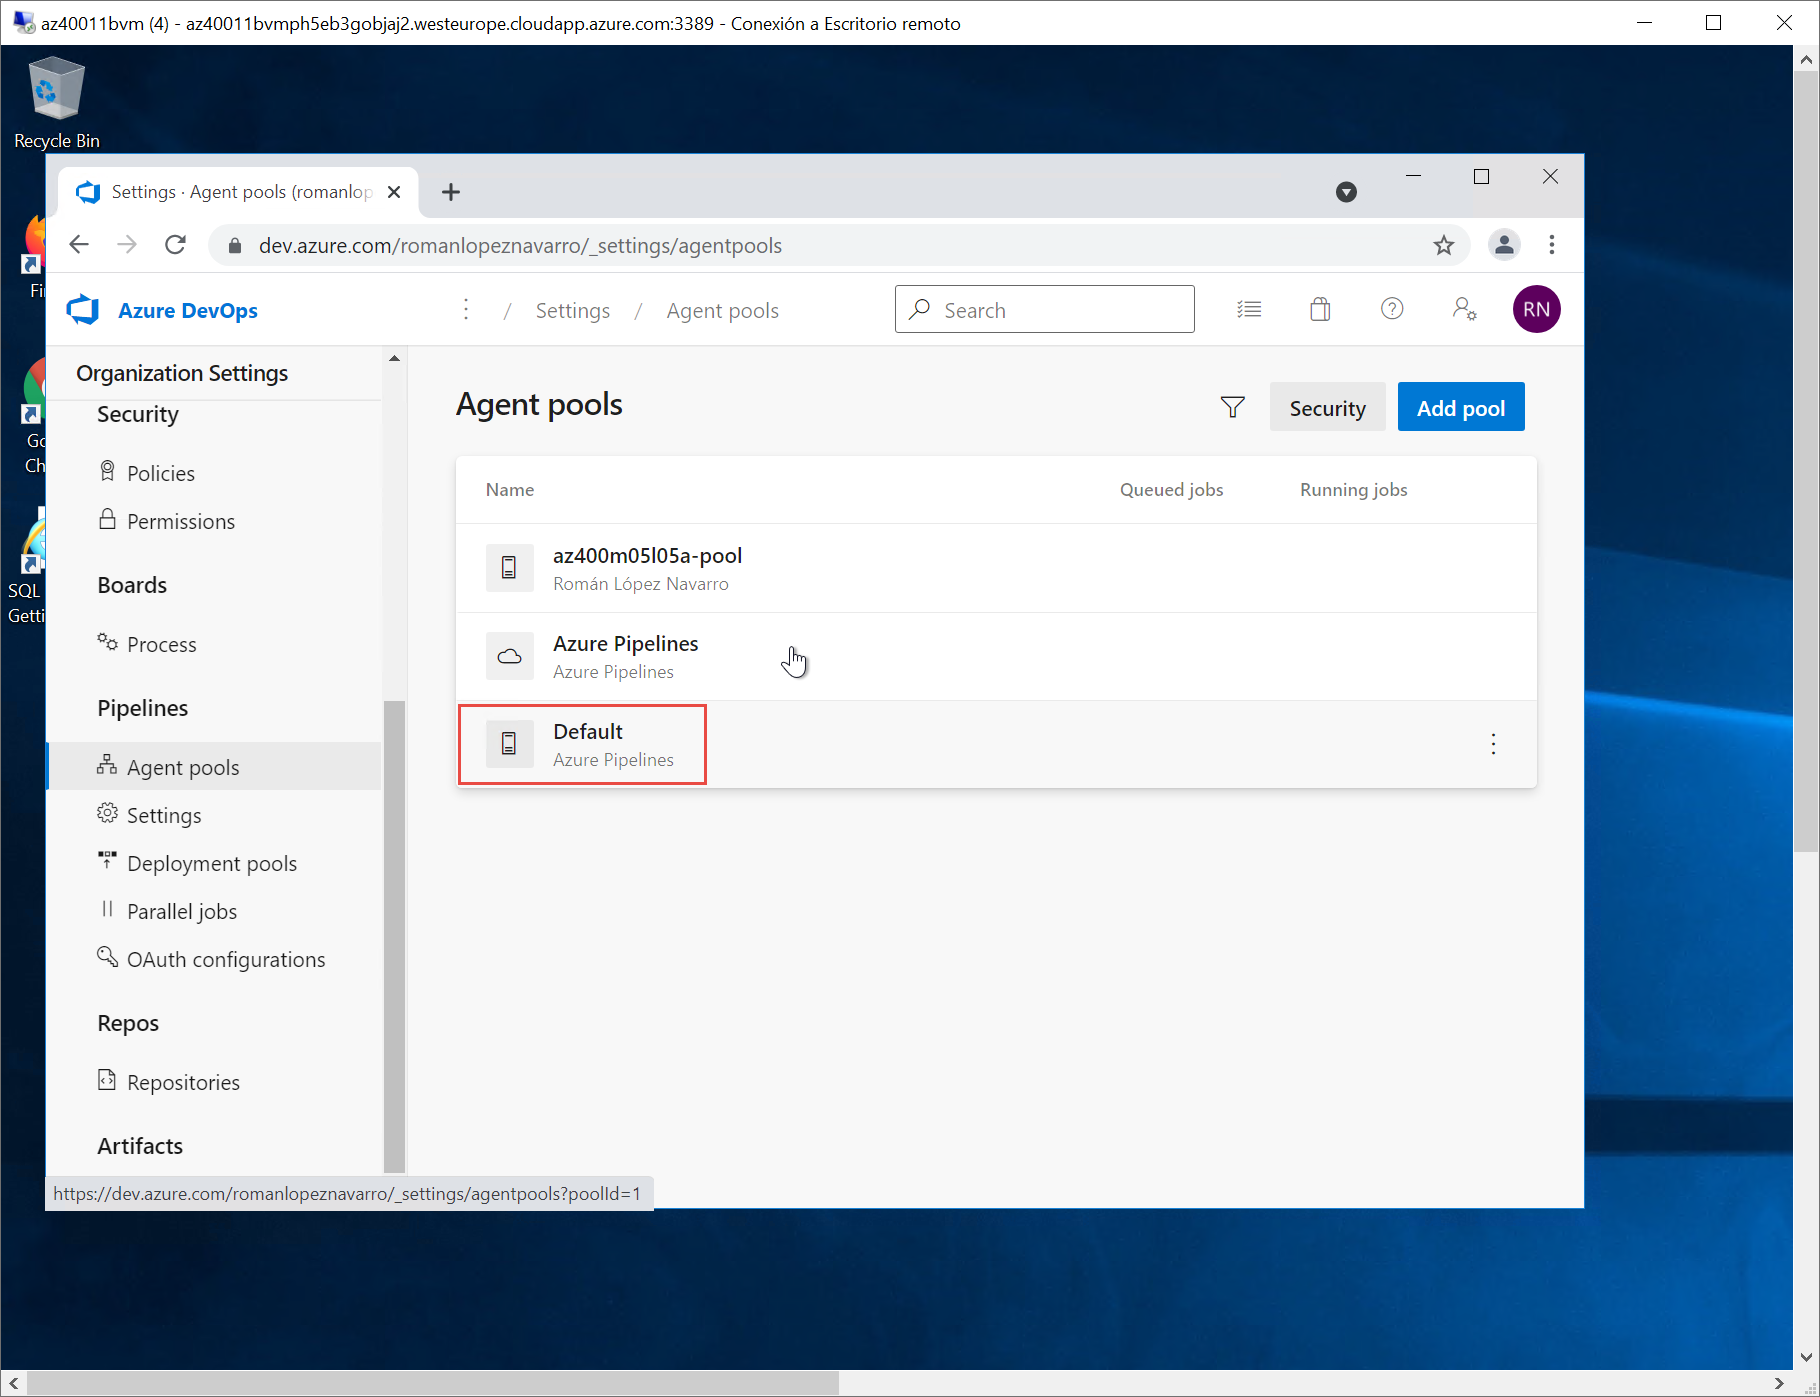 az40011bvm (4) - az40011bvmph5eb3gobjaj2.westeurope.cloudapp.azure.com:3389 - Conexión a Escritorio remoto
Recycle Bin
Settings · Agent pools (romanlop
dev.azure.com/romanlopeznavarro/_settings/agentpools
Fi
Azure DevOps
/ Settings / Agent pools
Search
RN
Organization Settings
Security
Policies
Permissions
Boards
Process
Pipelines
Agent pools
Settings
Deployment pools
Parallel jobs
OAuth configurations
Repos
Repositories
Artifacts
Go
Ch
SQL
Getti
Agent pools
Security
Add pool
Name
Queued jobs
Running jobs
az400m05l05a-pool
Román López Navarro
Azure Pipelines
Azure Pipelines
Default
Azure Pipelines
https://dev.azure.com/romanlopeznavarro/_settings/agentpools?poolId=1